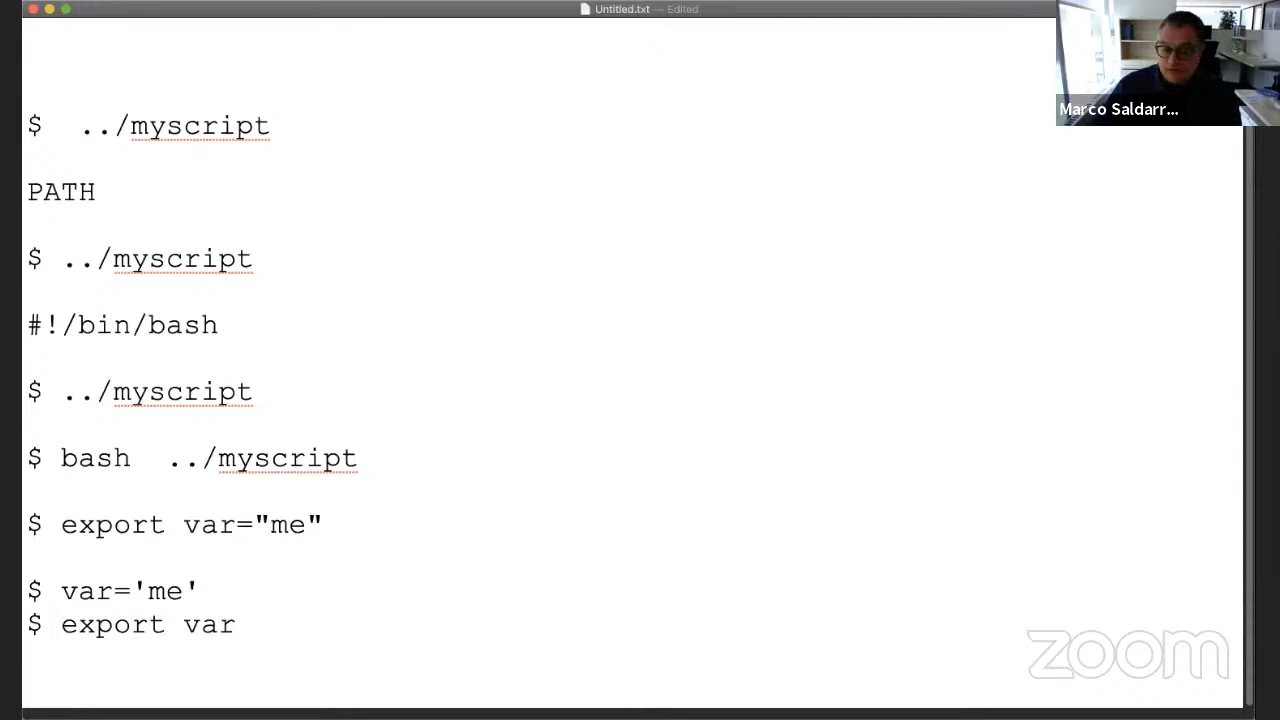 Untitled.txt — Edited
Marco Saldarr...
$  ../myscript
PATH
$ ../myscript
#!/bin/bash
$ ../myscript
$ bash  ../myscript
$ export var="me"
$ var='me'
$ export var
zoom